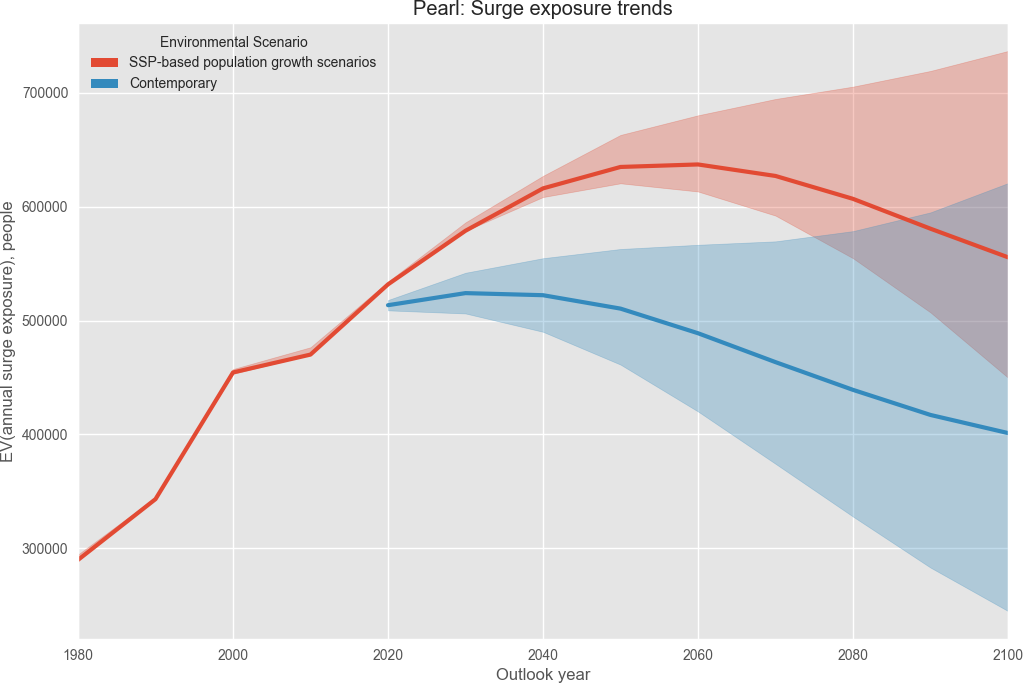 Pearl: Surge exposure trends
Environmental Scenario
SSP-based population growth scenarios
Contemporary
EV(annual surge exposure), people
700000
600000
500000
400000
300000
1980
2000
2020
2040
2060
2080
2100
Outlook year